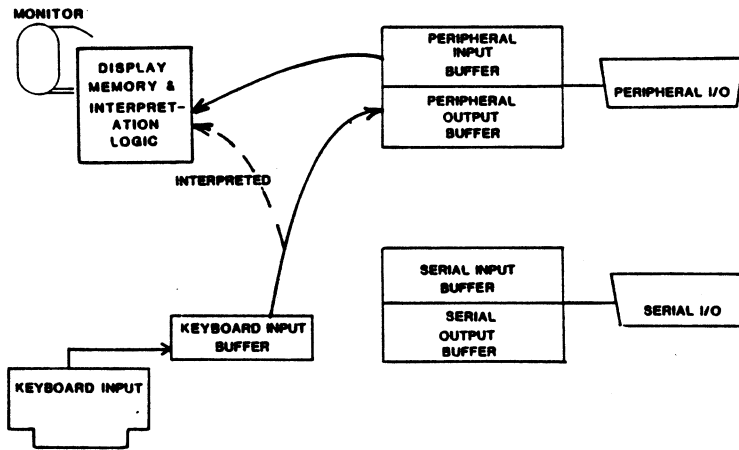 MONITOR
DISPLAY
MEMORY &
INTERPRET-
ATION
LOGIC
PERIPHERAL
INPUT
BUFFER
PERIPHERAL
OUTPUT
BUFFER
PERIPHERAL I/O
INTERPRETED
SERIAL INPUT
BUFFER
SERIAL
OUTPUT
BUFFER
SERIAL I/O
KEYBOARD INPUT
BUFFER
KEYBOARD INPUT